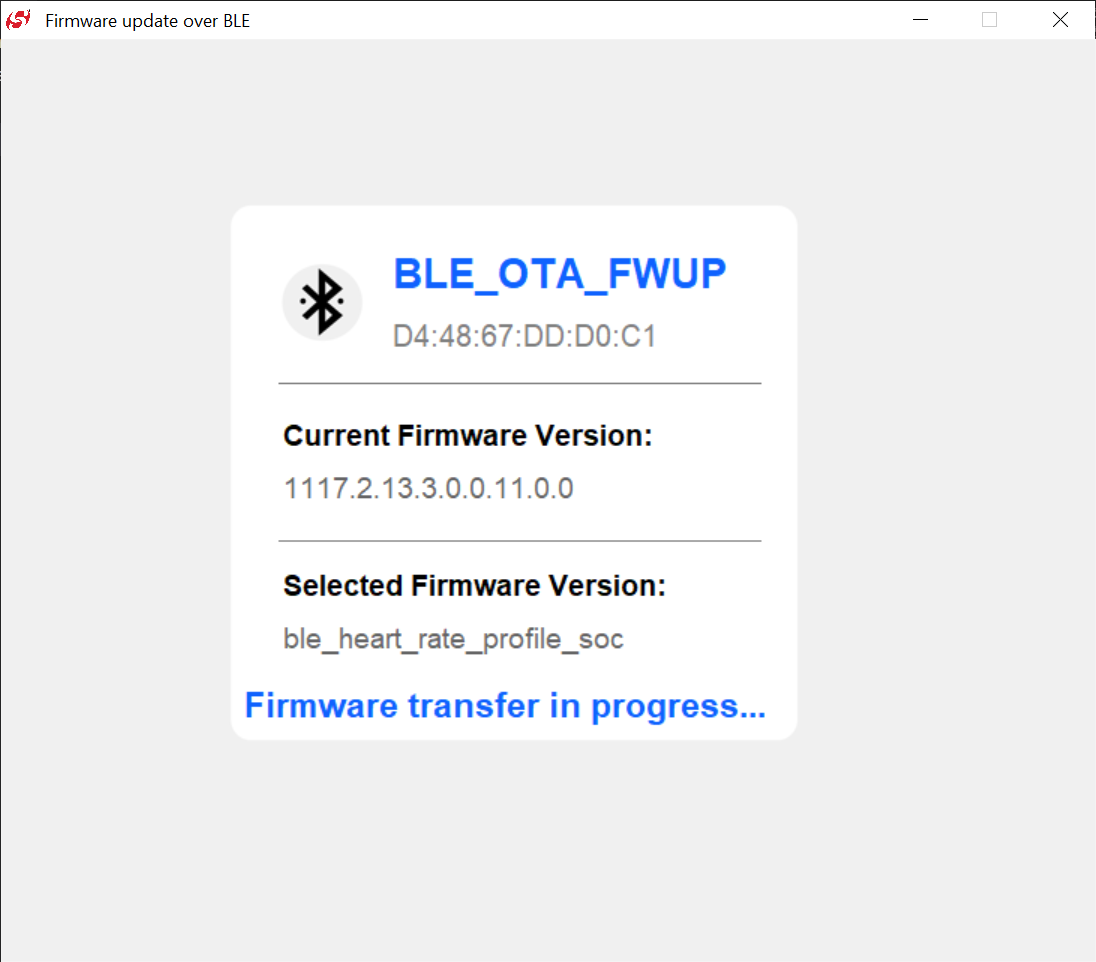 Firmware update over BLE
BLE_OTA_FWUP
D4:48:67:DD:D0:C1
Current Firmware Version:
1117.2.13.3.0.0.11.0.0
Selected Firmware Version:
ble_heart_rate_profile_soc
Firmware transfer in progress...